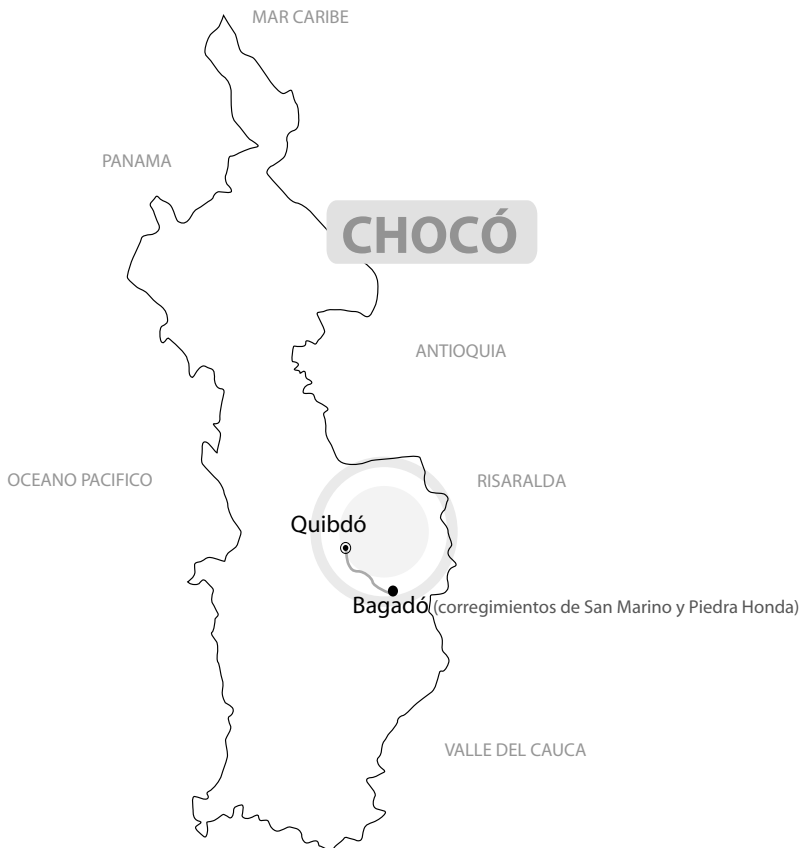 MAR CARIBE
PANAMA
CHOCÓ
ANTIOQUIA
OCEANO PACIFICO
RISARALDA
Quibdó
Bagadó (corregimientos de San Marino y Piedra Honda)
VALLE DEL CAUCA